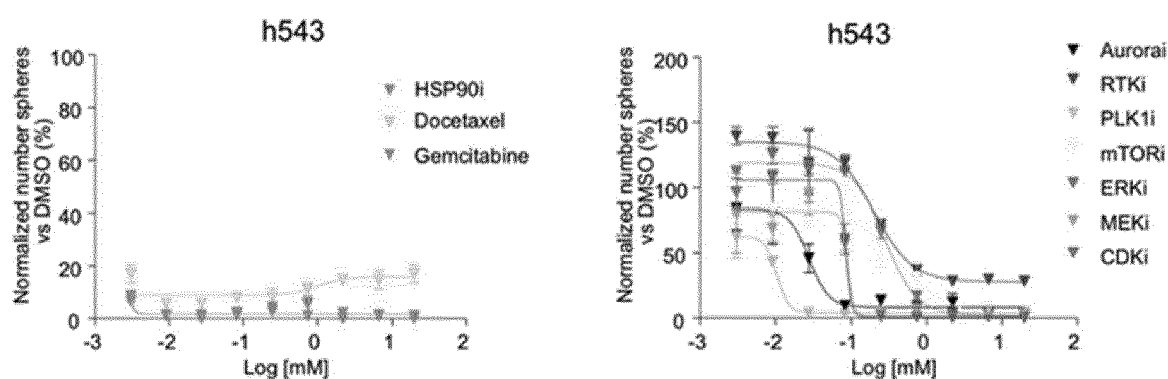 h543
Normalized number spheres
vs DMSO (%)
100
80
60
40
20
0
-3
-2
-1
0
1
2
Log [mM]
HSP90i
Docetaxel
Gemcitabine
h543
Normalized number spheres
vs DMSO (%)
200
150
100
50
0
-3
-2
-1
0
1
2
Log [mM]
Aurorai
RTKi
PLK1i
mTORi
ERKi
MEKi
CDKi